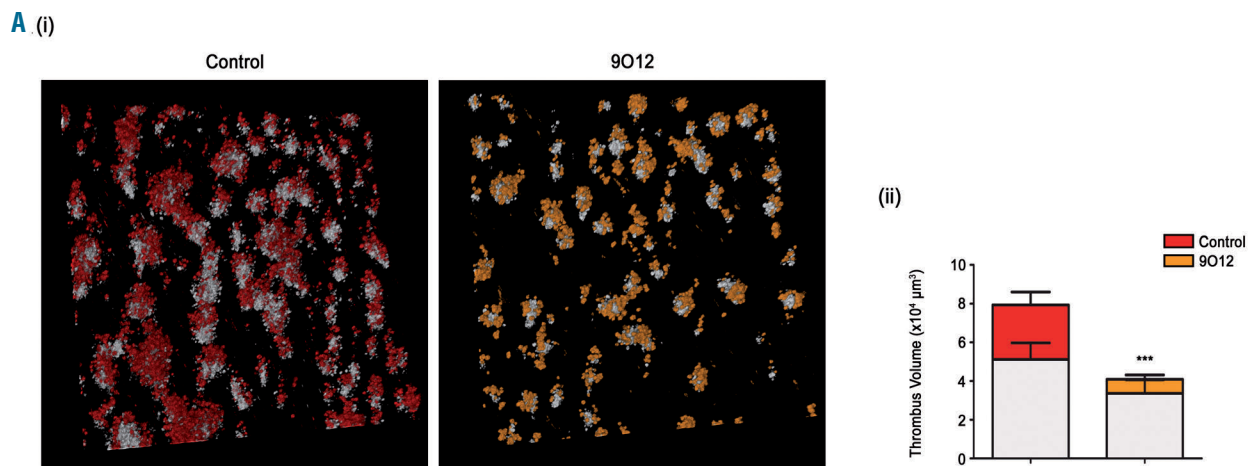 A (i)
Control
9O12
(ii)
Control
9O12
Thrombus Volume (x10⁴ µm³)
10
8
6
4
2
0
***